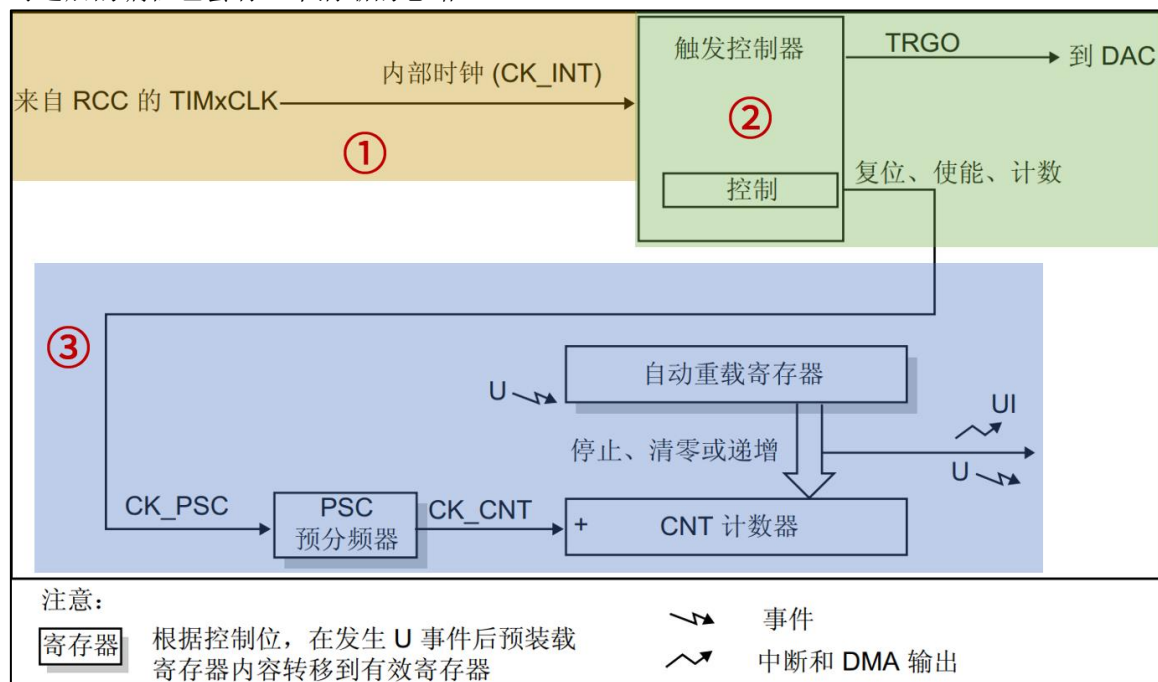 触发控制器
TRGO
到 DAC
内部时钟 (CK_INT)
来自 RCC 的 TIMxCLK
①
②
控制
复位、使能、计数
③
自动重载寄存器
U
UI
停止、清零或递增
U
CK_PSC
PSC
预分频器
CK_CNT
+
CNT 计数器
注意：
寄存器
根据控制位，在发生 U 事件后预装载
寄存器内容转移到有效寄存器
事件
中断和 DMA 输出